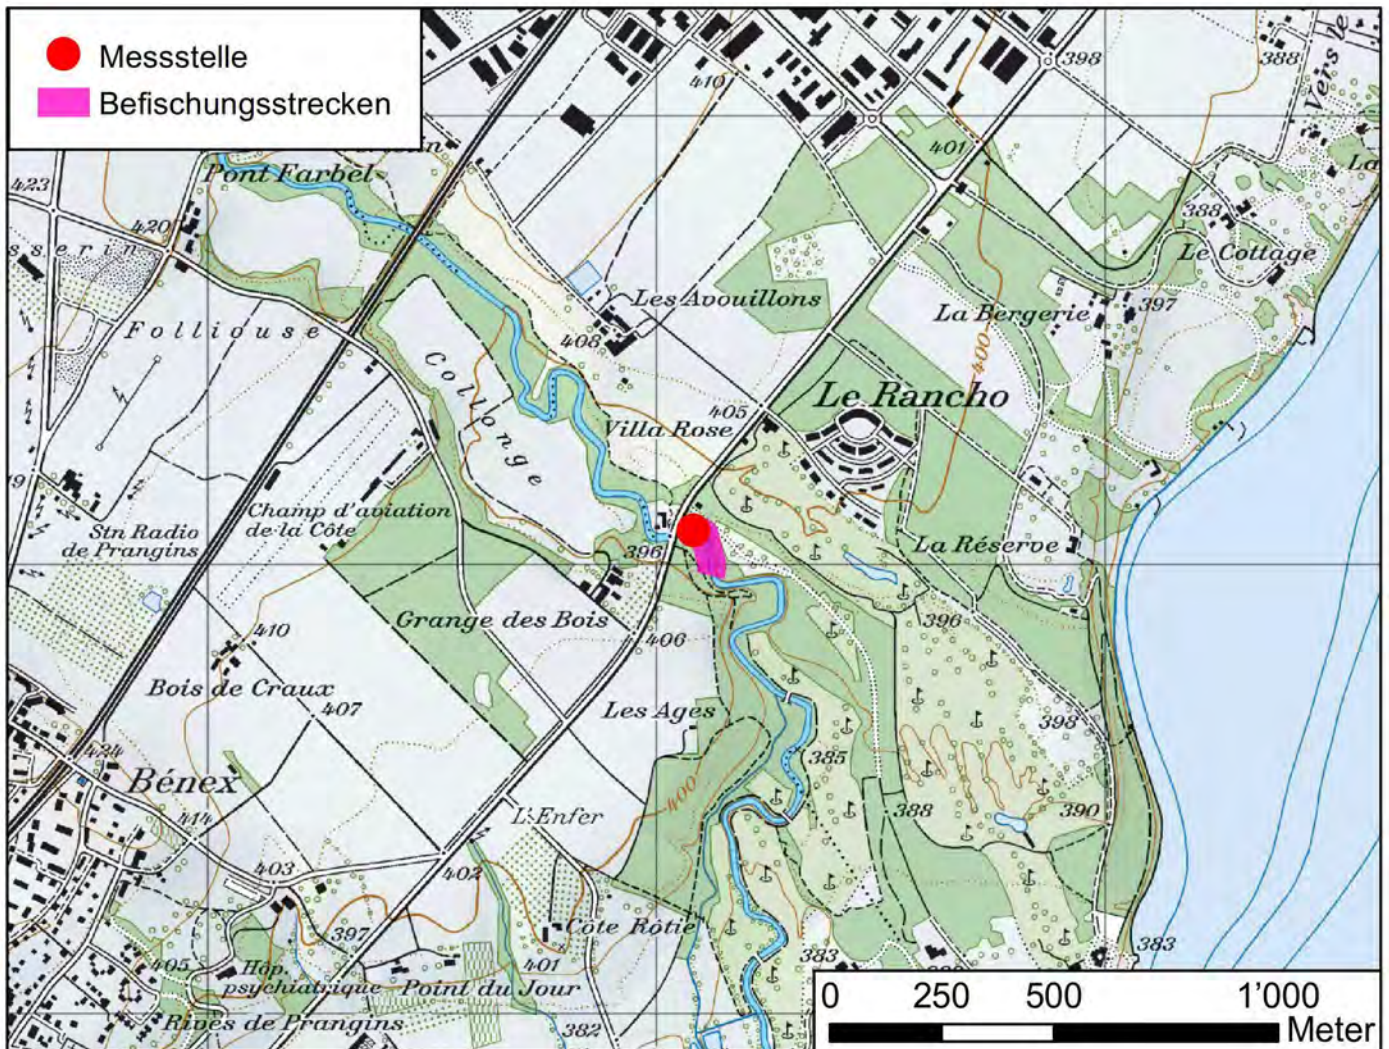 Messstelle
Befischungsstrecken
398
388
Vers le
410
401
La
Pont Farbel
423
420
388
Le Cottage
397
Les Avouillons
La Bergerie
Folliouse
408
400
Collonge
Le Rancho
405
Villa Rose
Champ d'aviation
de la Côte
Stn Radio
de Prangins
396
La Réserve
Grange des Bois
406
396
410
Bois de Craux
407
Les Ages
398
424
Bénex
385
400
388
390
414
L'Enfer
403
402
Côte Rôtie
397
405
401
383
383
Hôp.
psychiatrique
Point du Jour
Rives de Prangins
382
0 250 500 1'000
Meter